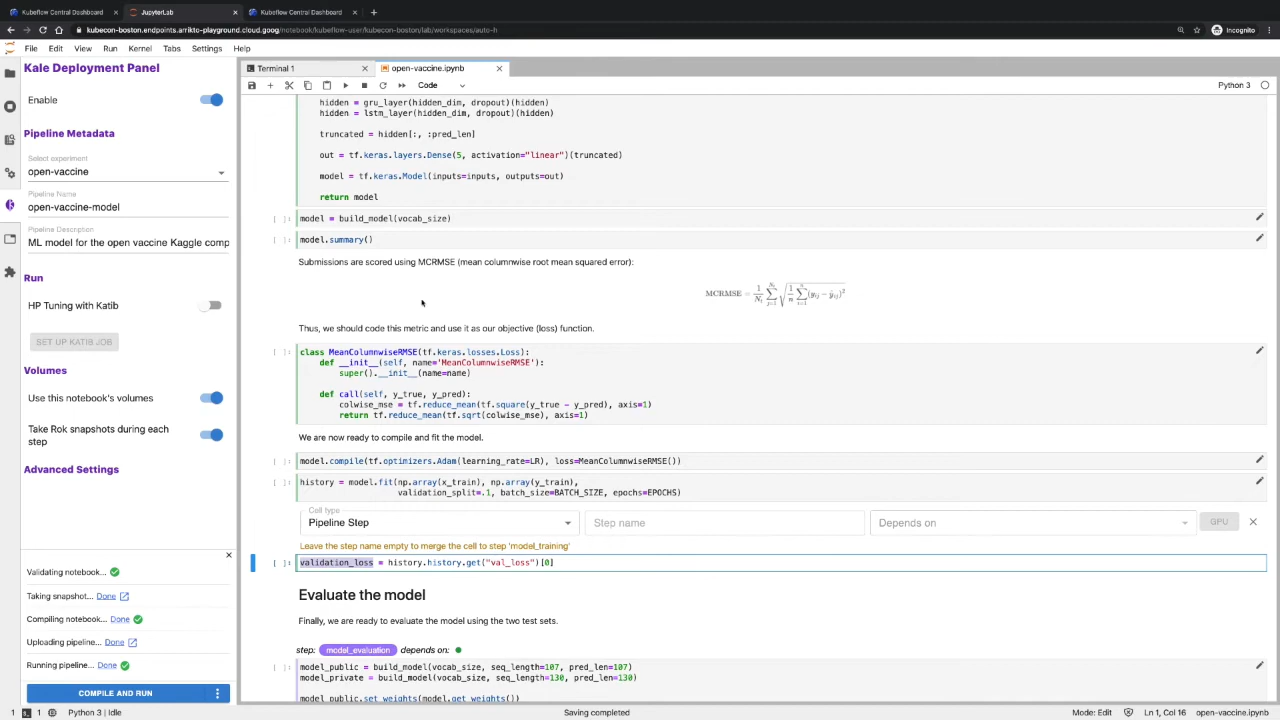 Kubeflow Central Dashboard
JupyterLab
Kubeflow Central Dashboard
kubecon-boston.endpoints.arrikto-playground.cloud.goog/notebook/kubeflow-user/kubecon-boston/lab/workspaces/auto-h
Incognito
File Edit View Run Kernel Tabs Settings Help
Kale Deployment Panel
Enable
Pipeline Metadata
Select experiment
open-vaccine
Pipeline Name
open-vaccine-model
Pipeline Description
ML model for the open vaccine Kaggle comp
Run
HP Tuning with Katib
SET UP KATIB JOB
Volumes
Use this notebook's volumes
Take Rok snapshots during each
step
Advanced Settings
Validating notebook...
Taking snapshot... Done
Compiling notebook... Done
Uploading pipeline... Done
Running pipeline... Done
COMPILE AND RUN
Terminal 1
open-vaccine.ipynb
Code
Python 3
hidden = gru_layer(hidden_dim, dropout)(hidden)
hidden = lstm_layer(hidden_dim, dropout)(hidden)
truncated = hidden[:, :pred_len]
out = tf.keras.layers.Dense(5, activation="linear")(truncated)
model = tf.keras.Model(inputs=inputs, outputs=out)
return model
[ ]: model = build_model(vocab_size)
[ ]: model.summary()
Submissions are scored using MCRMSE (mean columnwise root mean squared error):
Thus, we should code this metric and use it as our objective (loss) function.
[ ]: class MeanColumnwiseRMSE(tf.keras.losses.Loss):
def __init__(self, name='MeanColumnwiseRMSE'):
super().__init__(name=name)
def call(self, y_true, y_pred):
colwise_mse = tf.reduce_mean(tf.square(y_true - y_pred), axis=1)
return tf.reduce_mean(tf.sqrt(colwise_mse), axis=1)
We are now ready to compile and fit the model.
[ ]: model.compile(tf.optimizers.Adam(learning_rate=LR), loss=MeanColumnwiseRMSE())
[ ]: history = model.fit(np.array(x_train), np.array(y_train),
validation_split=.1, batch_size=BATCH_SIZE, epochs=EPOCHS)
Cell type
Pipeline Step
Step name
Depends on
GPU
Leave the step name empty to merge the cell to step 'model_training'
[ ]: validation_loss = history.history.get("val_loss")[0]
Evaluate the model
Finally, we are ready to evaluate the model using the two test sets.
step: model_evaluation depends on:
[ ]: model_public = build_model(vocab_size, seq_length=107, pred_len=107)
model_private = build_model(vocab_size, seq_length=130, pred_len=130)
model_public.set_weights(model.get_weights())
1 1 Python 3 | Idle
Saving completed
Mode: Edit
Ln 1, Col 16
open-vaccine.ipynb